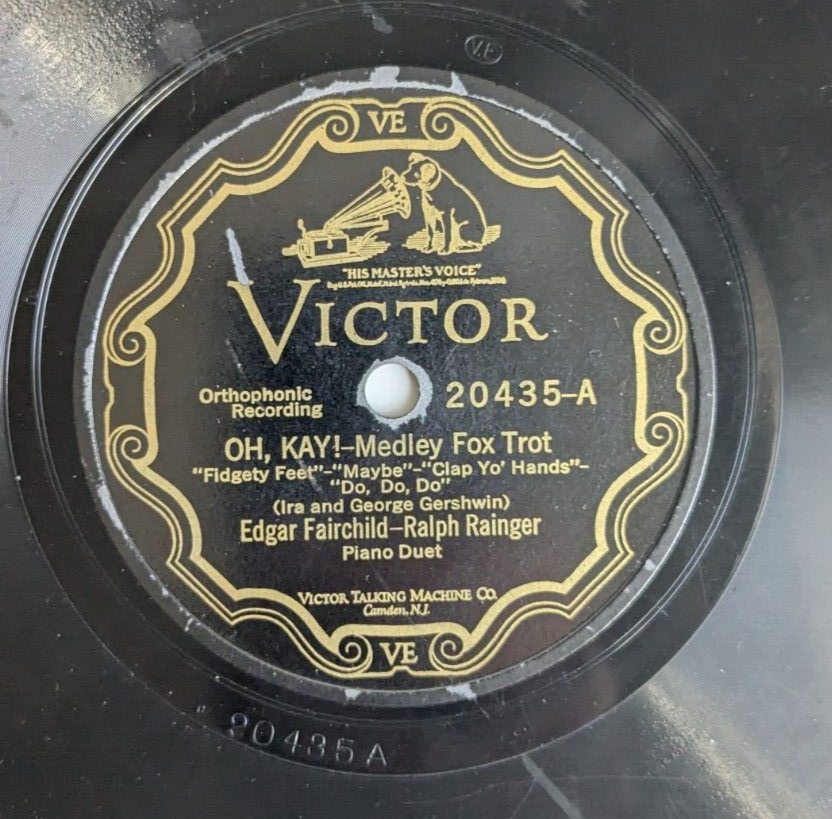 VE
VE
"HIS MASTER'S VOICE"
VICTOR
Orthophonic
Recording
20435-A
OH, KAY!-Medley Fox Trot
"Fidgety Feet"-"Maybe"-"Clap Yo' Hands"-
"Do, Do, Do"
(Ira and George Gershwin)
Edgar Fairchild-Ralph Rainger
Piano Duet
VICTOR TALKING MACHINE CO.
Camden, N.J.
VE
20435A